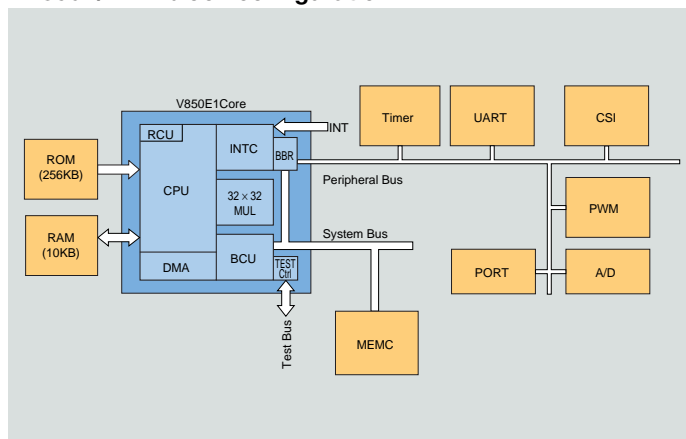 V850E1Core
RCU
CPU
INTC
BBR
32 × 32
MUL
BCU
DMA
TEST
Ctrl
INT
ROM
(256KB)
RAM
(10KB)
Timer
UART
CSI
Peripheral Bus
System Bus
PWM
PORT
A/D
MEMC
Test Bus